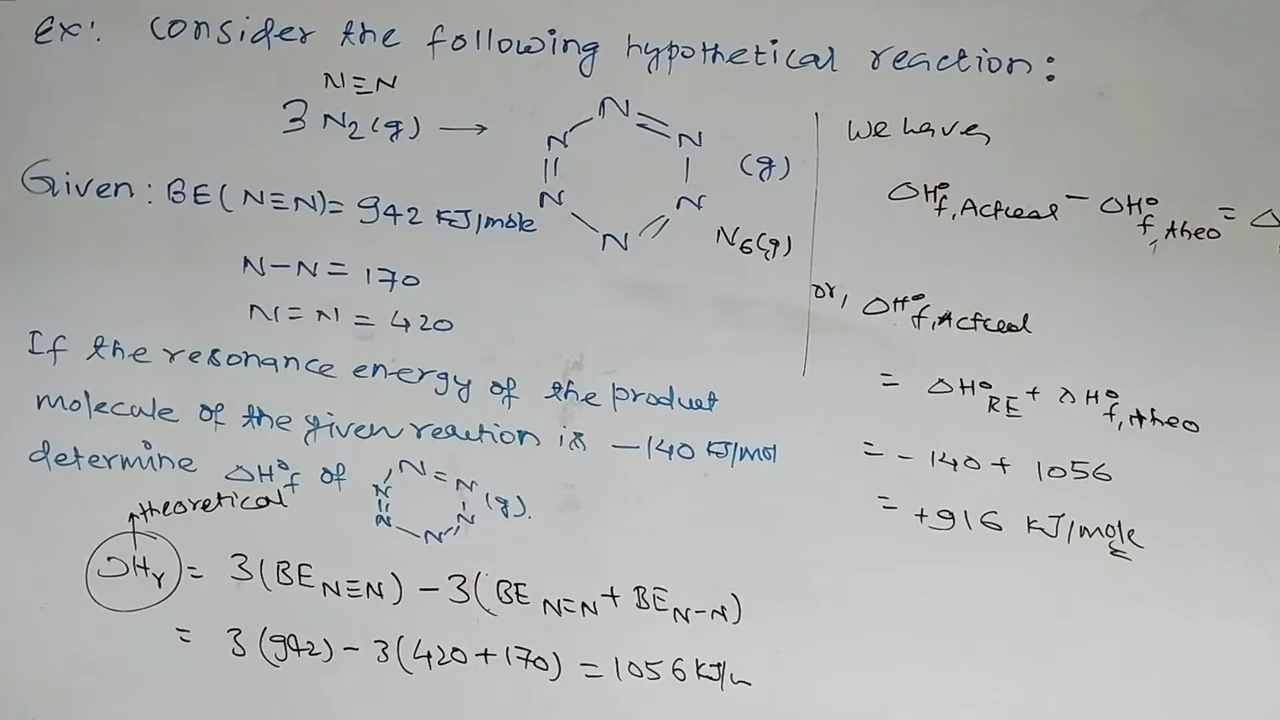 Ex: Consider the following hypothetical reaction:
N≡N
3 N₂(g) →
N
N N
N N
N
(g)
N₆(g)
Given: BE(N≡N)= 942 KJ/mole
N-N = 170
N=N = 420
If the resonance energy of the product
molecule of the given reaction is -140 KJ/mol
determine ΔH°f of
N
N N
N N
N
(g).
theoretical
ΔHr = 3(BE N≡N) - 3(BE N=N + BE N-N)
= 3(942) - 3(420+170) = 1056 KJ/
We have,
ΔH°f,Actual - ΔH°f,theo = Δ
or, ΔH°f,Actual
= ΔH°RE + ΔH°f,theo
= -140 + 1056
= +916 KJ/mole